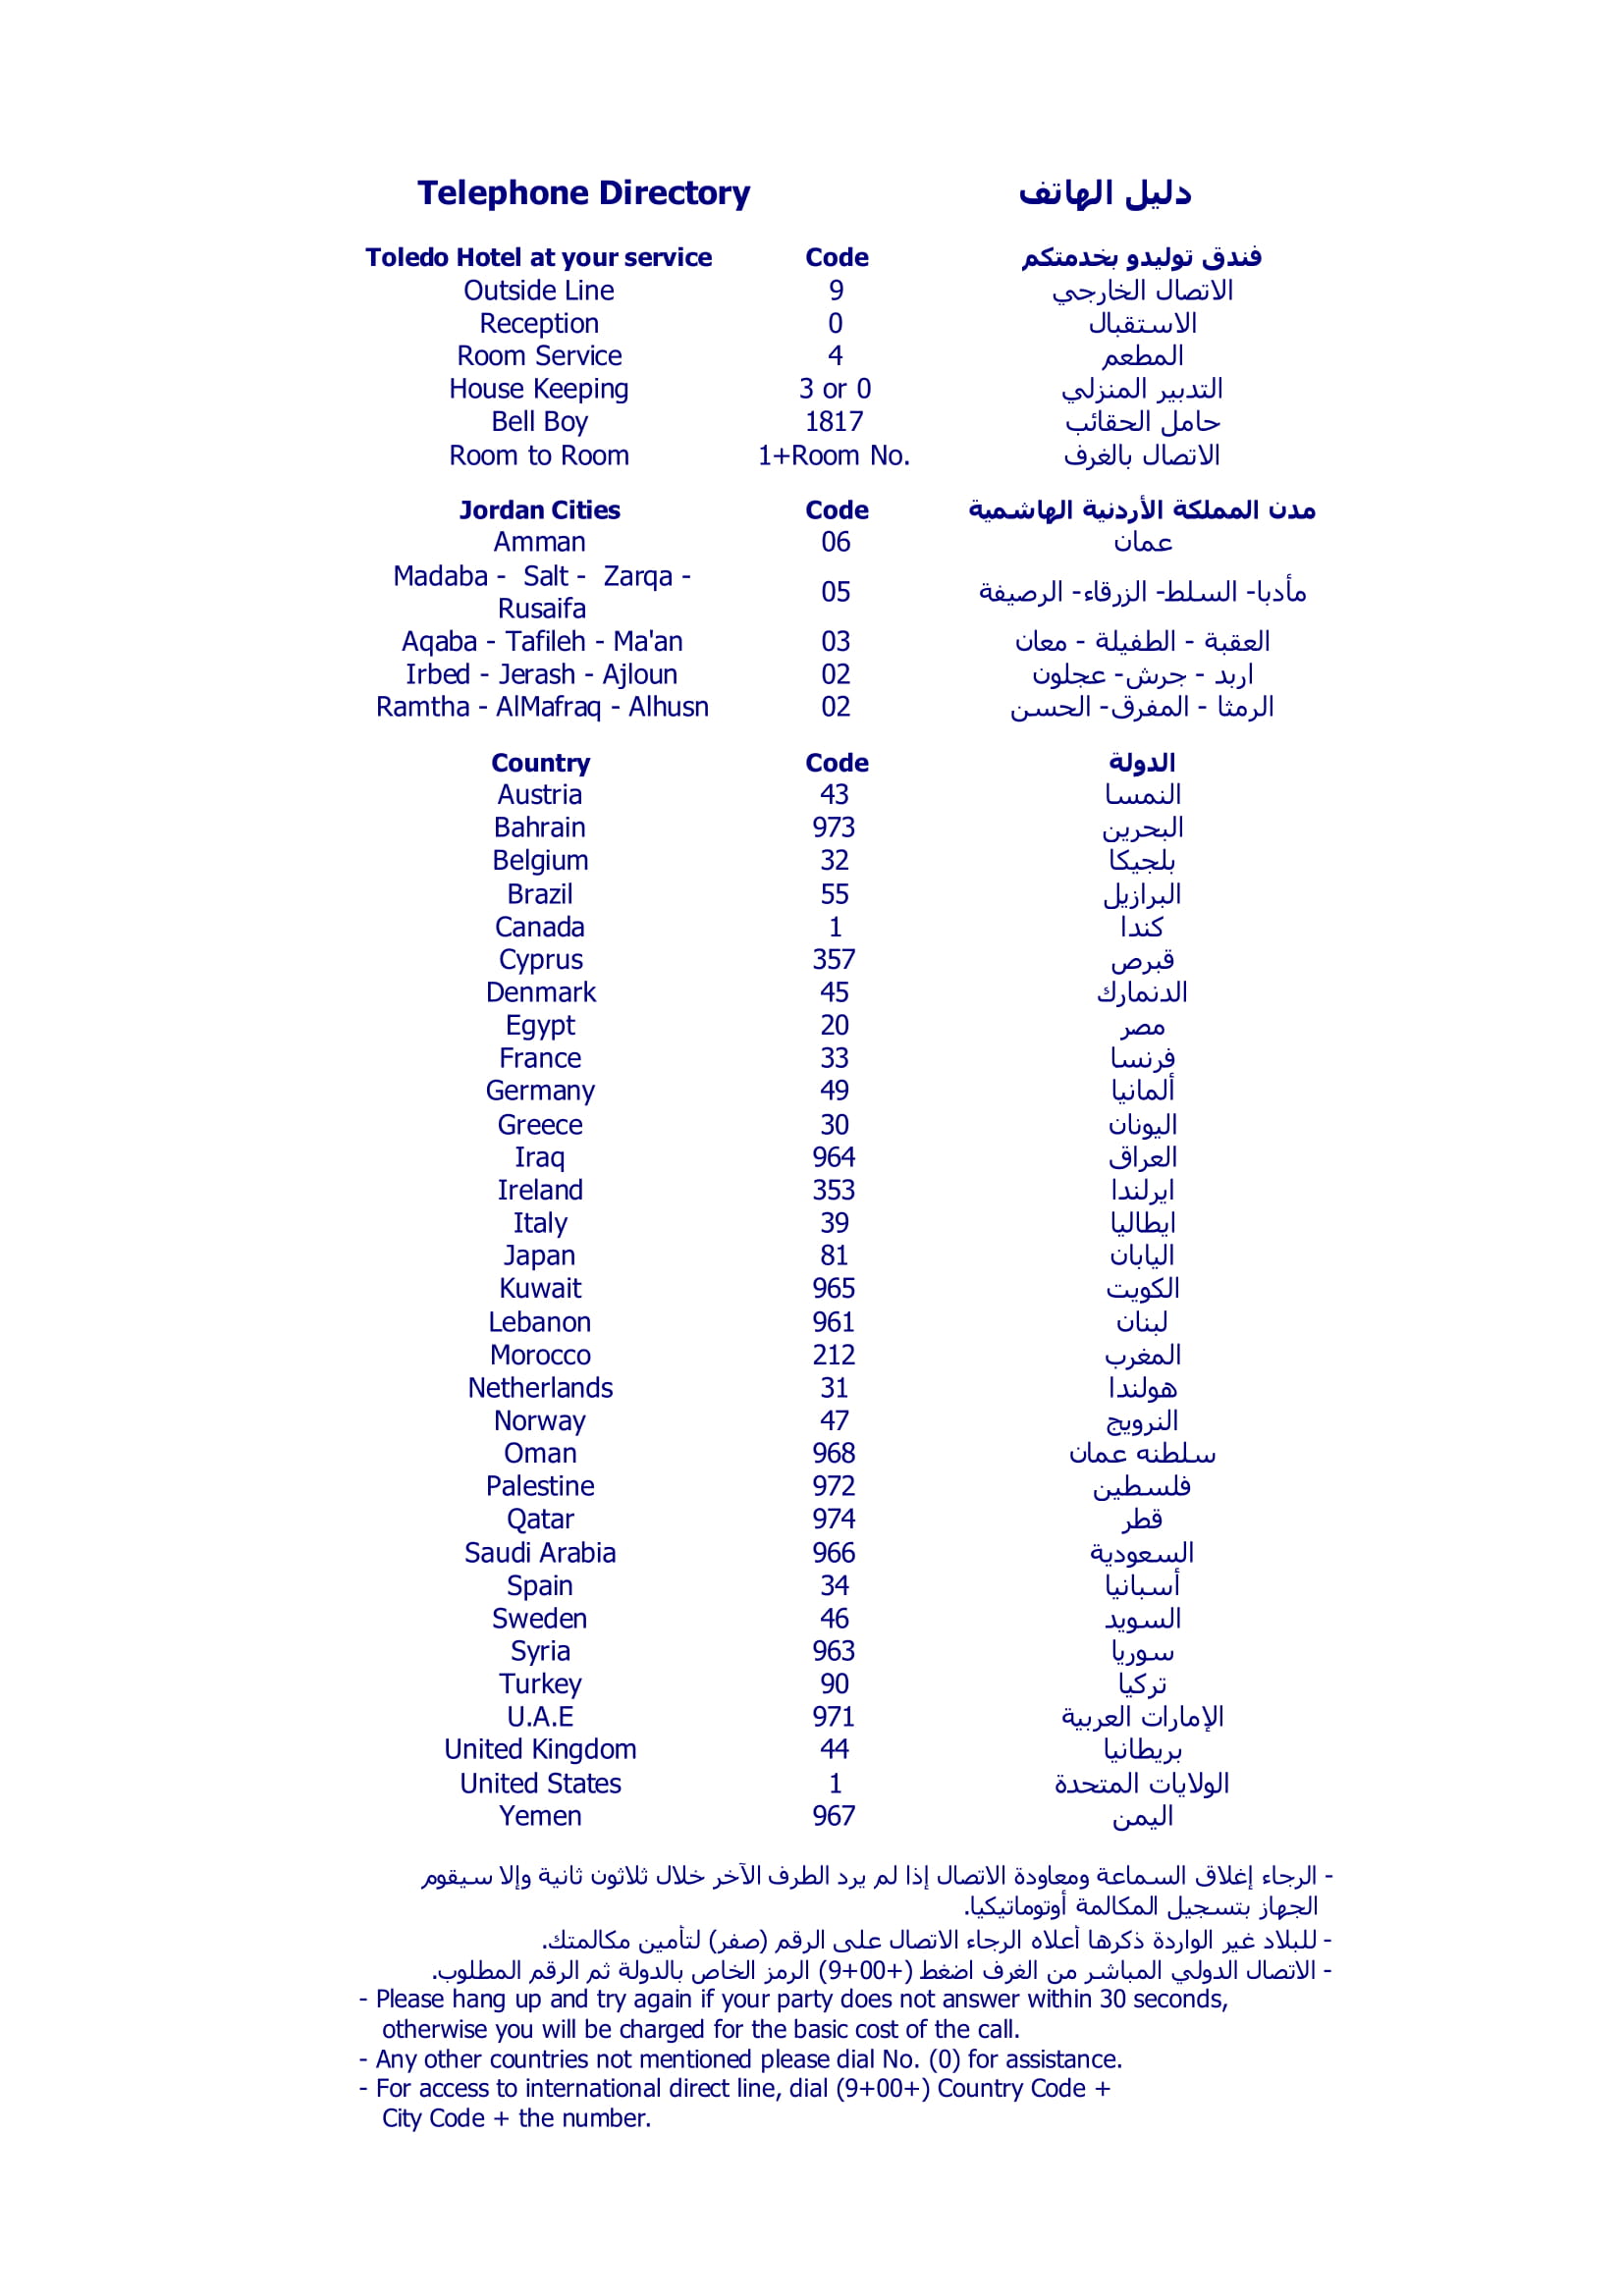 Telephone Directory دليل الهاتف
Toledo Hotel at your service Code فندق توليدو بخدمتكم
Outside Line 9 الاتصال الخارجي
Reception 0 الاستقبال
Room Service 4 المطعم
House Keeping 3 or 0 التدبير المنزلي
Bell Boy 1817 حامل الحقائب
Room to Room 1+Room No. الاتصال بالغرف
Jordan Cities Code مدن المملكة الأردنية الهاشمية
Amman 06 عمان
Madaba - Salt - Zarqa -
Rusaifa 05 مأدبا- السلط- الزرقاء- الرصيفة
Aqaba - Tafileh - Ma'an 03 العقبة - الطفيلة - معان
Irbed - Jerash - Ajloun 02 اربد - جرش- عجلون
Ramtha - AlMafraq - Alhusn 02 الرمثا - المفرق- الحسن
Country Code الدولة
Austria 43 النمسا
Bahrain 973 البحرين
Belgium 32 بلجيكا
Brazil 55 البرازيل
Canada 1 كندا
Cyprus 357 قبرص
Denmark 45 الدنمارك
Egypt 20 مصر
France 33 فرنسا
Germany 49 ألمانيا
Greece 30 اليونان
Iraq 964 العراق
Ireland 353 ايرلندا
Italy 39 ايطاليا
Japan 81 اليابان
Kuwait 965 الكويت
Lebanon 961 لبنان
Morocco 212 المغرب
Netherlands 31 هولندا
Norway 47 النرويج
Oman 968 سلطنه عمان
Palestine 972 فلسطين
Qatar 974 قطر
Saudi Arabia 966 السعودية
Spain 34 أسبانيا
Sweden 46 السويد
Syria 963 سوريا
Turkey 90 تركيا
U.A.E 971 الإمارات العربية
United Kingdom 44 بريطانيا
United States 1 الولايات المتحدة
Yemen 967 اليمن
- الرجاء إغلاق السماعة ومعاودة الاتصال إذا لم يرد الطرف الآخر خلال ثلاثون ثانية وإلا سيقوم
الجهاز بتسجيل المكالمة أوتوماتيكيا.
- للبلاد غير الواردة ذكرها أعلاه الرجاء الاتصال على الرقم (صفر) لتأمين مكالمتك.
- الاتصال الدولي المباشر من الغرف اضغط (9+00+) الرمز الخاص بالدولة ثم الرقم المطلوب.
- Please hang up and try again if your party does not answer within 30 seconds,
otherwise you will be charged for the basic cost of the call.
- Any other countries not mentioned please dial No. (0) for assistance.
- For access to international direct line, dial (9+00+) Country Code +
City Code + the number.